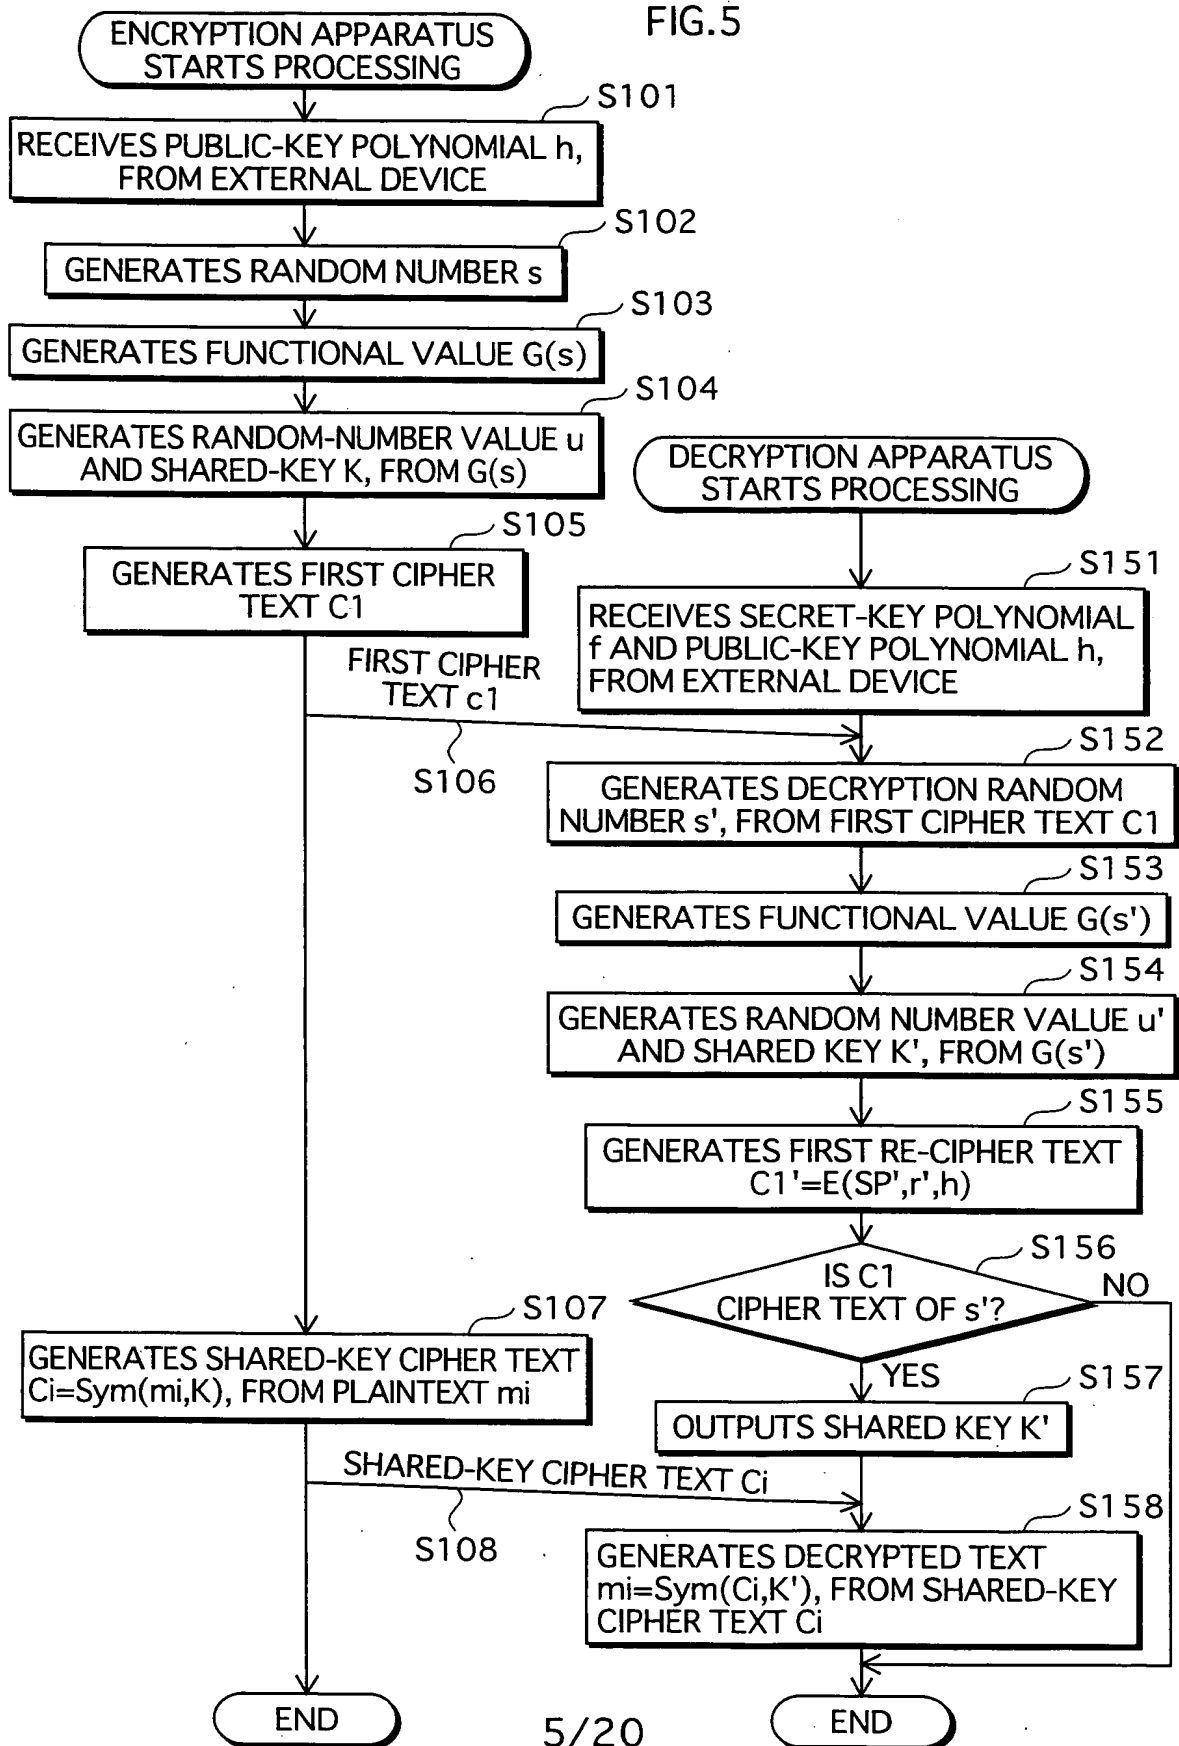 FIG.5
ENCRYPTION APPARATUS
STARTS PROCESSING
S101
RECEIVES PUBLIC-KEY POLYNOMIAL h,
FROM EXTERNAL DEVICE
S102
GENERATES RANDOM NUMBER s
S103
GENERATES FUNCTIONAL VALUE G(s)
S104
GENERATES RANDOM-NUMBER VALUE u
AND SHARED-KEY K, FROM G(s)
S105
GENERATES FIRST CIPHER
TEXT C1
FIRST CIPHER
TEXT c1
S106
S107
GENERATES SHARED-KEY CIPHER TEXT
Ci=Sym(mi,K), FROM PLAINTEXT mi
SHARED-KEY CIPHER TEXT Ci
S108
END
DECRYPTION APPARATUS
STARTS PROCESSING
S151
RECEIVES SECRET-KEY POLYNOMIAL
f AND PUBLIC-KEY POLYNOMIAL h,
FROM EXTERNAL DEVICE
S152
GENERATES DECRYPTION RANDOM
NUMBER s', FROM FIRST CIPHER TEXT C1
S153
GENERATES FUNCTIONAL VALUE G(s')
S154
GENERATES RANDOM NUMBER VALUE u'
AND SHARED KEY K', FROM G(s')
S155
GENERATES FIRST RE-CIPHER TEXT
C1'=E(SP',r',h)
S156
IS C1
CIPHER TEXT OF s'?
NO
YES
S157
OUTPUTS SHARED KEY K'
S158
GENERATES DECRYPTED TEXT
mi=Sym(Ci,K'), FROM SHARED-KEY
CIPHER TEXT Ci
END
5/20